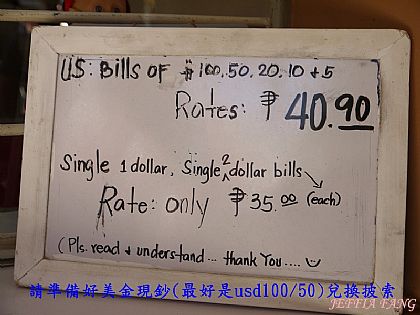 US: Bills of $100, 50, 20, 10 + 5
Rates: ₱ 40.90
Single 1 dollar, Single 2 dollar bills
Rate: only ₱ 35.00 (each)
(Pls. read & understand... thank You....
請準備好美金現鈔(最好是usd100/50)兌換披索
JEFFIA FANG